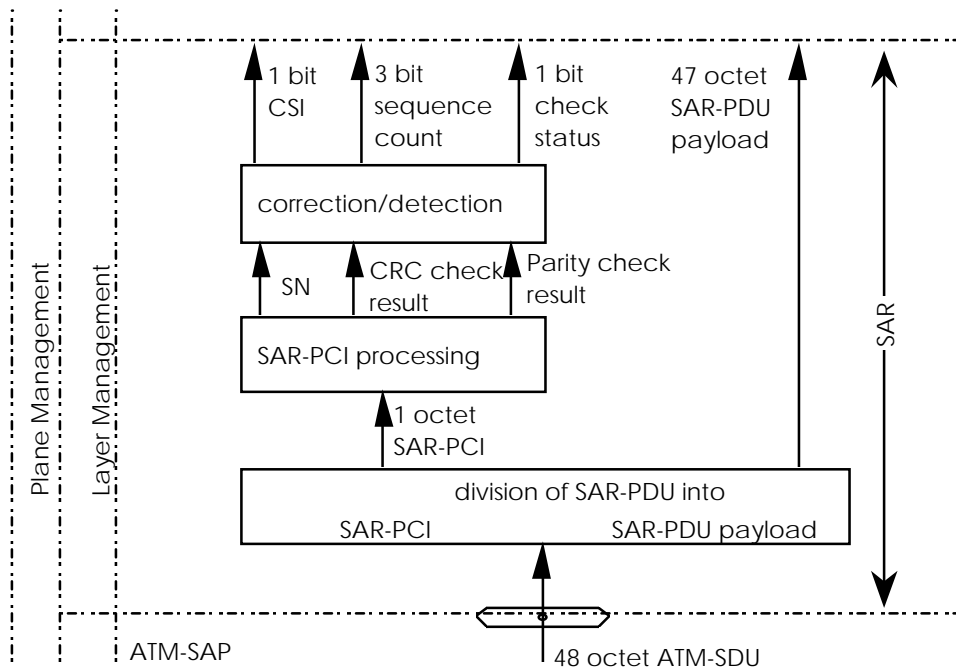 1 bit
CSI
3 bit
sequence
count
1 bit
check
status
47 octet
SAR-PDU
payload
correction/detection
SN
CRC check
result
Parity check
result
SAR-PCI processing
1 octet
SAR-PCI
division of SAR-PDU into
SAR-PCI
SAR-PDU payload
SAR
Plane Management
Layer Management
ATM-SAP
48 octet ATM-SDU